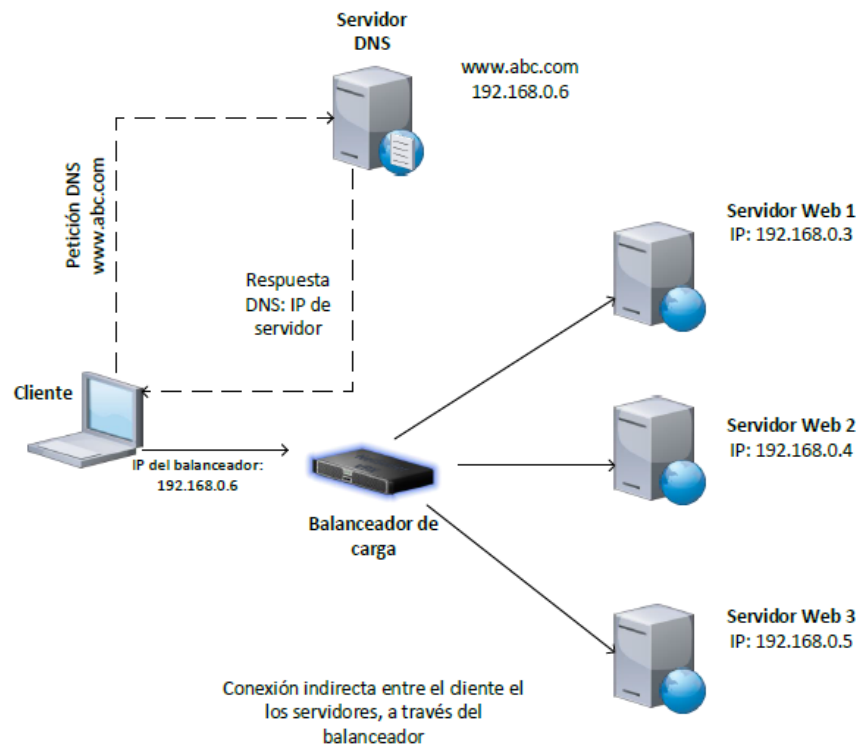 Servidor
DNS
www.abc.com
192.168.0.6
Petición DNS
www.abc.com
Respuesta
DNS: IP de
servidor
Servidor Web 1
IP: 192.168.0.3
Cliente
IP del balanceador:
192.168.0.6
Balanceador de
carga
Servidor Web 2
IP: 192.168.0.4
Servidor Web 3
IP: 192.168.0.5
Conexión indirecta entre el cliente el
los servidores, a través del
balanceador